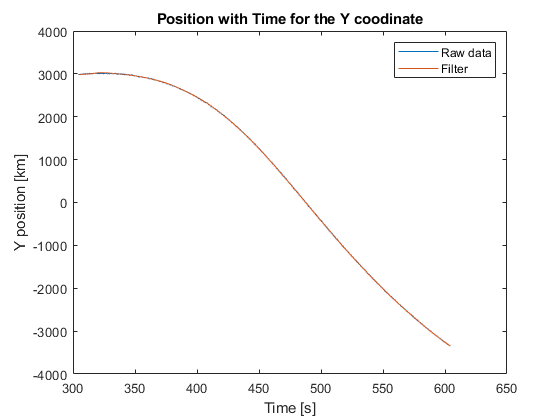 Position with Time for the Y coodinate
4000
3000
2000
1000
0
-1000
-2000
-3000
-4000
Y position [km]
Raw data
Filter
300 350 400 450 500 550 600 650
Time [s]